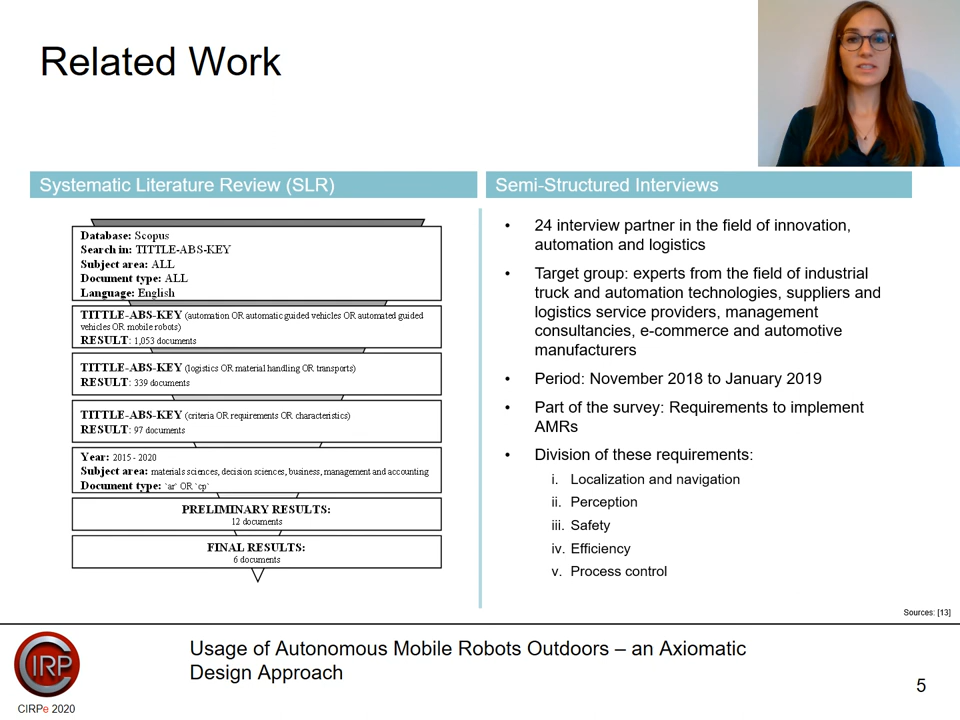 Related Work
Systematic Literature Review (SLR)
Database: Scopus
Search in: TITTLE-ABS-KEY
Subject area: ALL
Document type: ALL
Language: English
TITTLE-ABS-KEY (automation OR automatic guided vehicles OR automated guided
vehicles OR mobile robots)
RESULT: 1,053 documents
TITTLE-ABS-KEY (logistics OR material handling OR transports)
RESULT: 339 documents
TITTLE-ABS-KEY (criteria OR requirements OR characteristics)
RESULT: 97 documents
Year: 2015 - 2020
Subject area: materials sciences, decision sciences, business, management and accounting
Document type: `ar` OR `cp`
PRELIMINARY RESULTS:
12 documents
FINAL RESULTS:
6 documents
Semi-Structured Interviews
• 24 interview partner in the field of innovation,
automation and logistics
• Target group: experts from the field of industrial
truck and automation technologies, suppliers and
logistics service providers, management
consultancies, e-commerce and automotive
manufacturers
• Period: November 2018 to January 2019
• Part of the survey: Requirements to implement
AMRs
• Division of these requirements:
i. Localization and navigation
ii. Perception
iii. Safety
iv. Efficiency
v. Process control
Sources: [13]
CIRP
CIRPe 2020
Usage of Autonomous Mobile Robots Outdoors – an Axiomatic
Design Approach
5